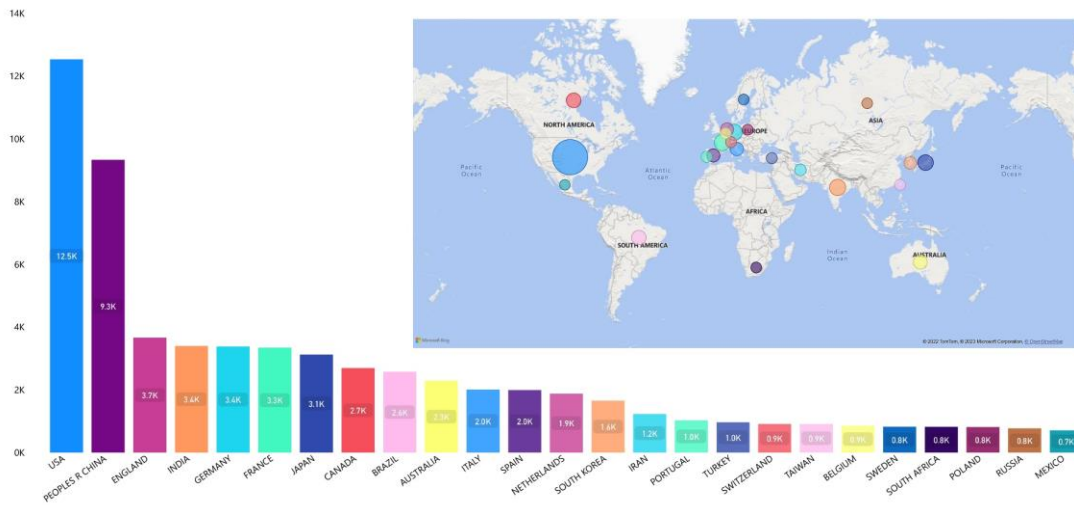 14K
12K
10K
8K
6K
4K
2K
0K
12.5K
9.3K
3.7K
3.4K
3.4K
3.3K
3.1K
2.7K
2.6K
2.3K
2.0K
2.0K
1.9K
1.6K
1.2K
1.0K
1.0K
0.9K
0.9K
0.9K
0.8K
0.8K
0.8K
0.8K
0.7K
USA
PEOPLES R CHINA
ENGLAND
INDIA
GERMANY
FRANCE
JAPAN
CANADA
BRAZIL
AUSTRALIA
ITALY
SPAIN
NETHERLANDS
SOUTH KOREA
IRAN
PORTUGAL
TURKEY
SWITZERLAND
TAIWAN
BELGIUM
SWEDEN
SOUTH AFRICA
POLAND
RUSSIA
MEXICO
NORTH AMERICA
EUROPE
ASIA
Pacific
Ocean
Atlantic
Ocean
Pacific
Ocean
AFRICA
SOUTH AMERICA
Indian
Ocean
AUSTRALIA
Microsoft Bing
© 2022 TomTom, © 2023 Microsoft Corporation, © OpenStreetMap